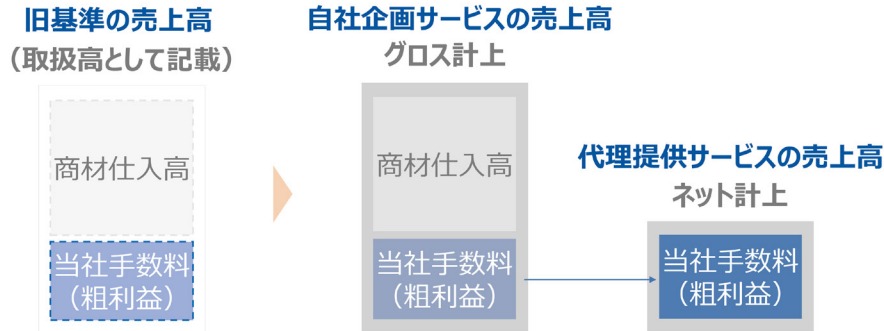 旧基準の売上高
（取扱高として記載）
商材仕入高
当社手数料
（粗利益）
自社企画サービスの売上高
グロス計上
商材仕入高
当社手数料
（粗利益）
代理提供サービスの売上高
ネット計上
当社手数料
（粗利益）